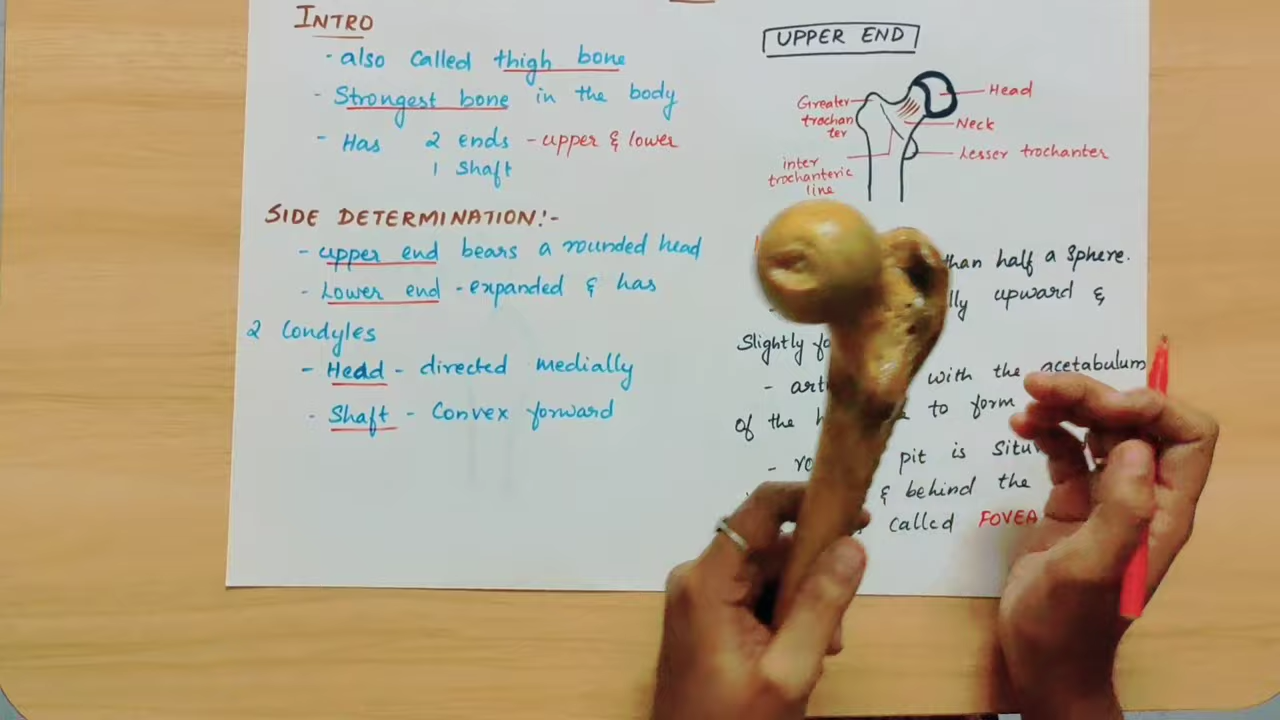 INTRO
- also called thigh bone
- Strongest bone in the body
- Has 2 ends - upper & lower
1 Shaft
SIDE DETERMINATION:-
- upper end bears a rounded head
- Lower end - expanded & has
2 Condyles
- Head - directed medially
- Shaft - Convex forward
UPPER END
Greater trochan ter
inter trochanteric line
Head
Neck
Lesser trochanter
than half a Sphere.
upward &
Slightly
- with the acetabulum
of the to form
- pit is
& behind the
called FOVEA